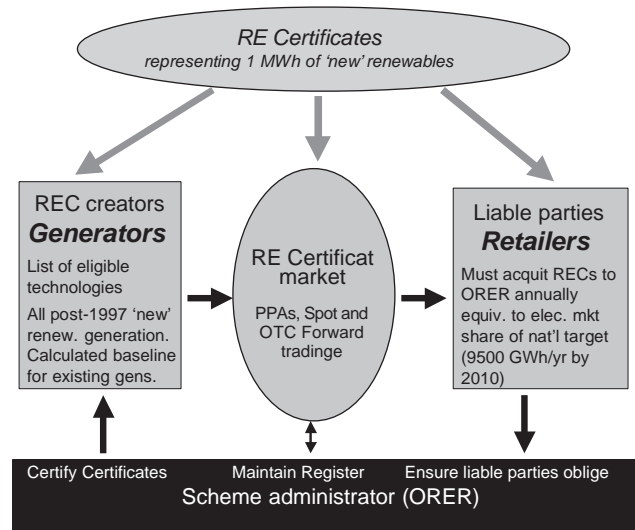 RE Certificates
representing 1 MWh of ‘new’ renewables
REC creators
Generators
List of eligible
technologies
All post-1997 ‘new’
renew. generation.
Calculated baseline
for existing gens.
RE Certificat
market
PPAs, Spot and
OTC Forward
tradinge
Liable parties
Retailers
Must acquit RECs to
ORER annually
equiv. to elec. mkt
share of nat’l target
(9500 GWh/yr by
2010)
Certify Certificates
Maintain Register
Ensure liable parties oblige
Scheme administrator (ORER)